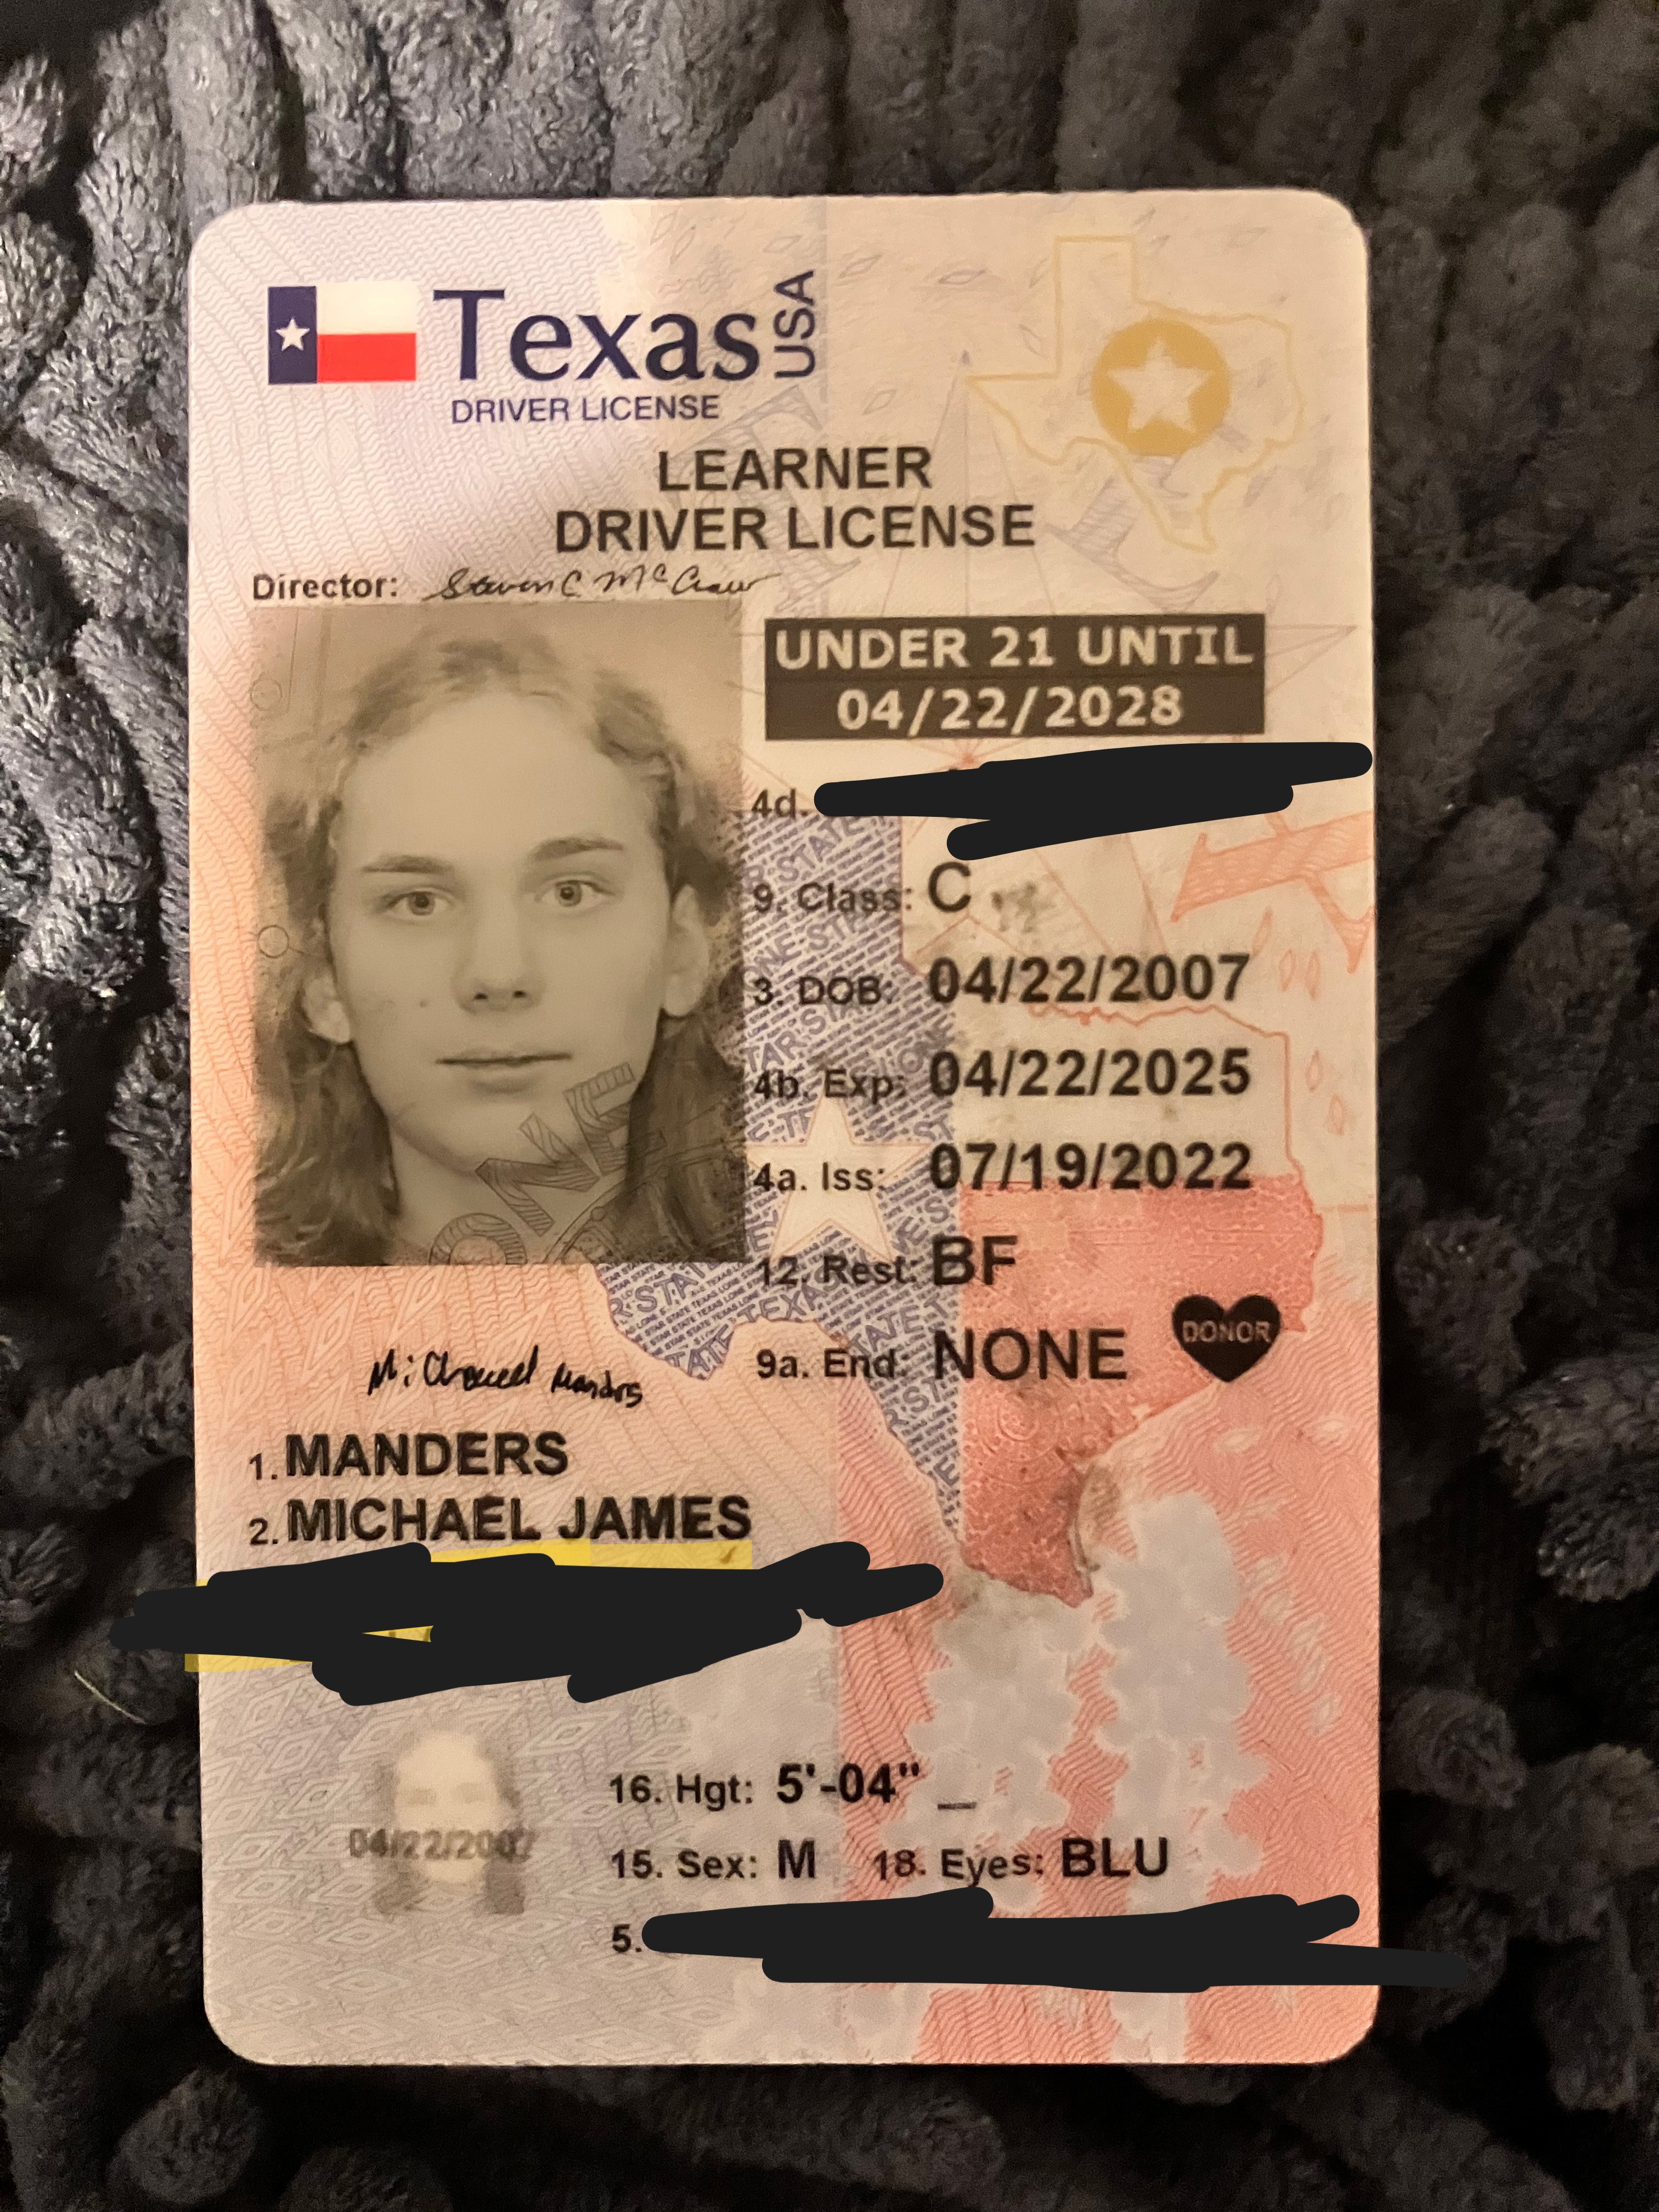 Texas USA
DRIVER LICENSE
LEARNER
DRIVER LICENSE
Director: Steven C McCraw
UNDER 21 UNTIL
04/22/2028
4d.
9. Class: C
3. DOB: 04/22/2007
4b. Exp: 04/22/2025
4a. Iss: 07/19/2022
12. Rest: BF
9a. End: NONE
DONOR
Michael Manders
1. MANDERS
2. MICHAEL JAMES
16. Hgt: 5'-04"
04/22/2007
15. Sex: M 18. Eyes: BLU
5.